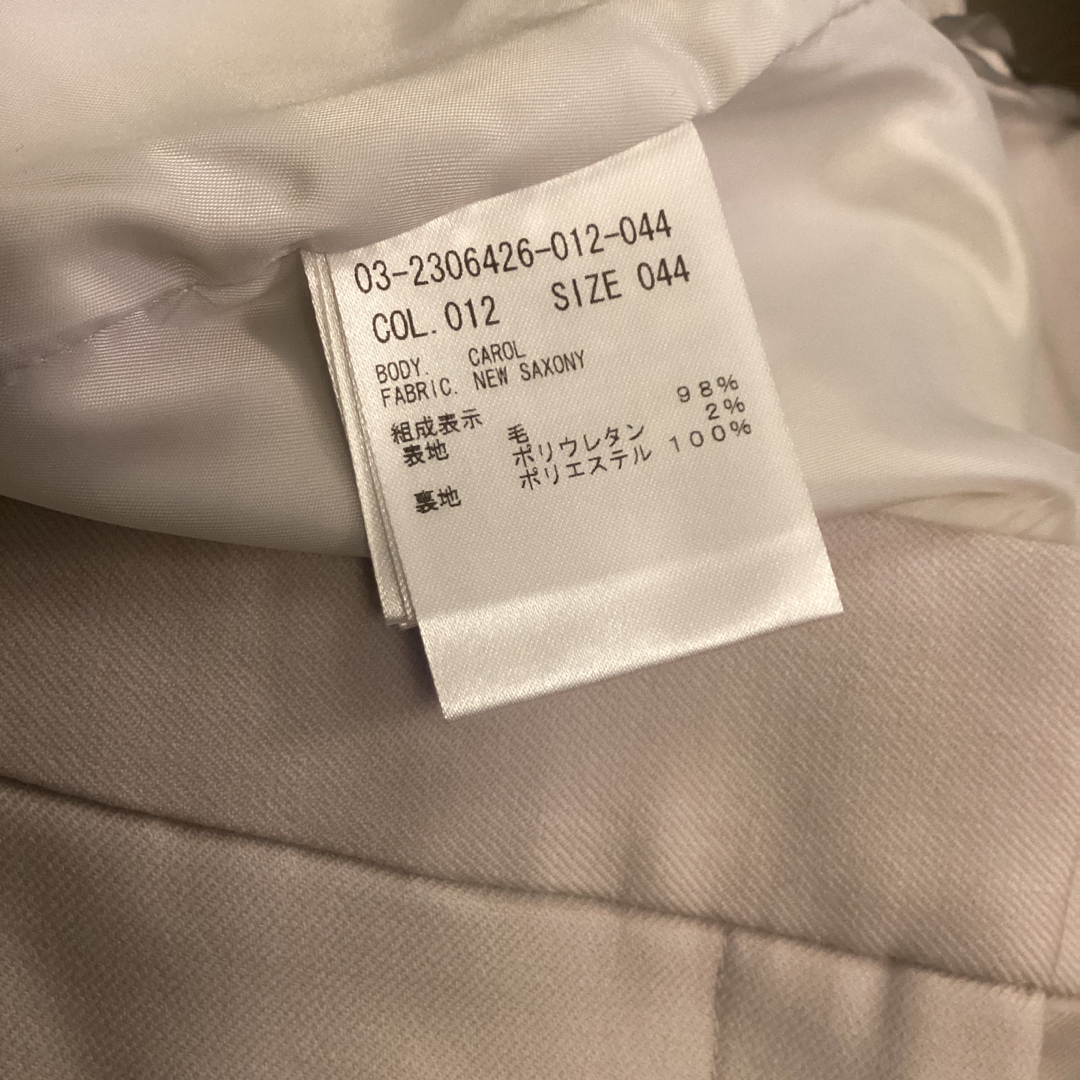 03-2306426-012-044
COL.012 SIZE 044
BODY. CAROL
FABRIC. NEW SAXONY
組成表示
表地 毛 98%
ポリウレタン 2%
裏地 ポリエステル 100%